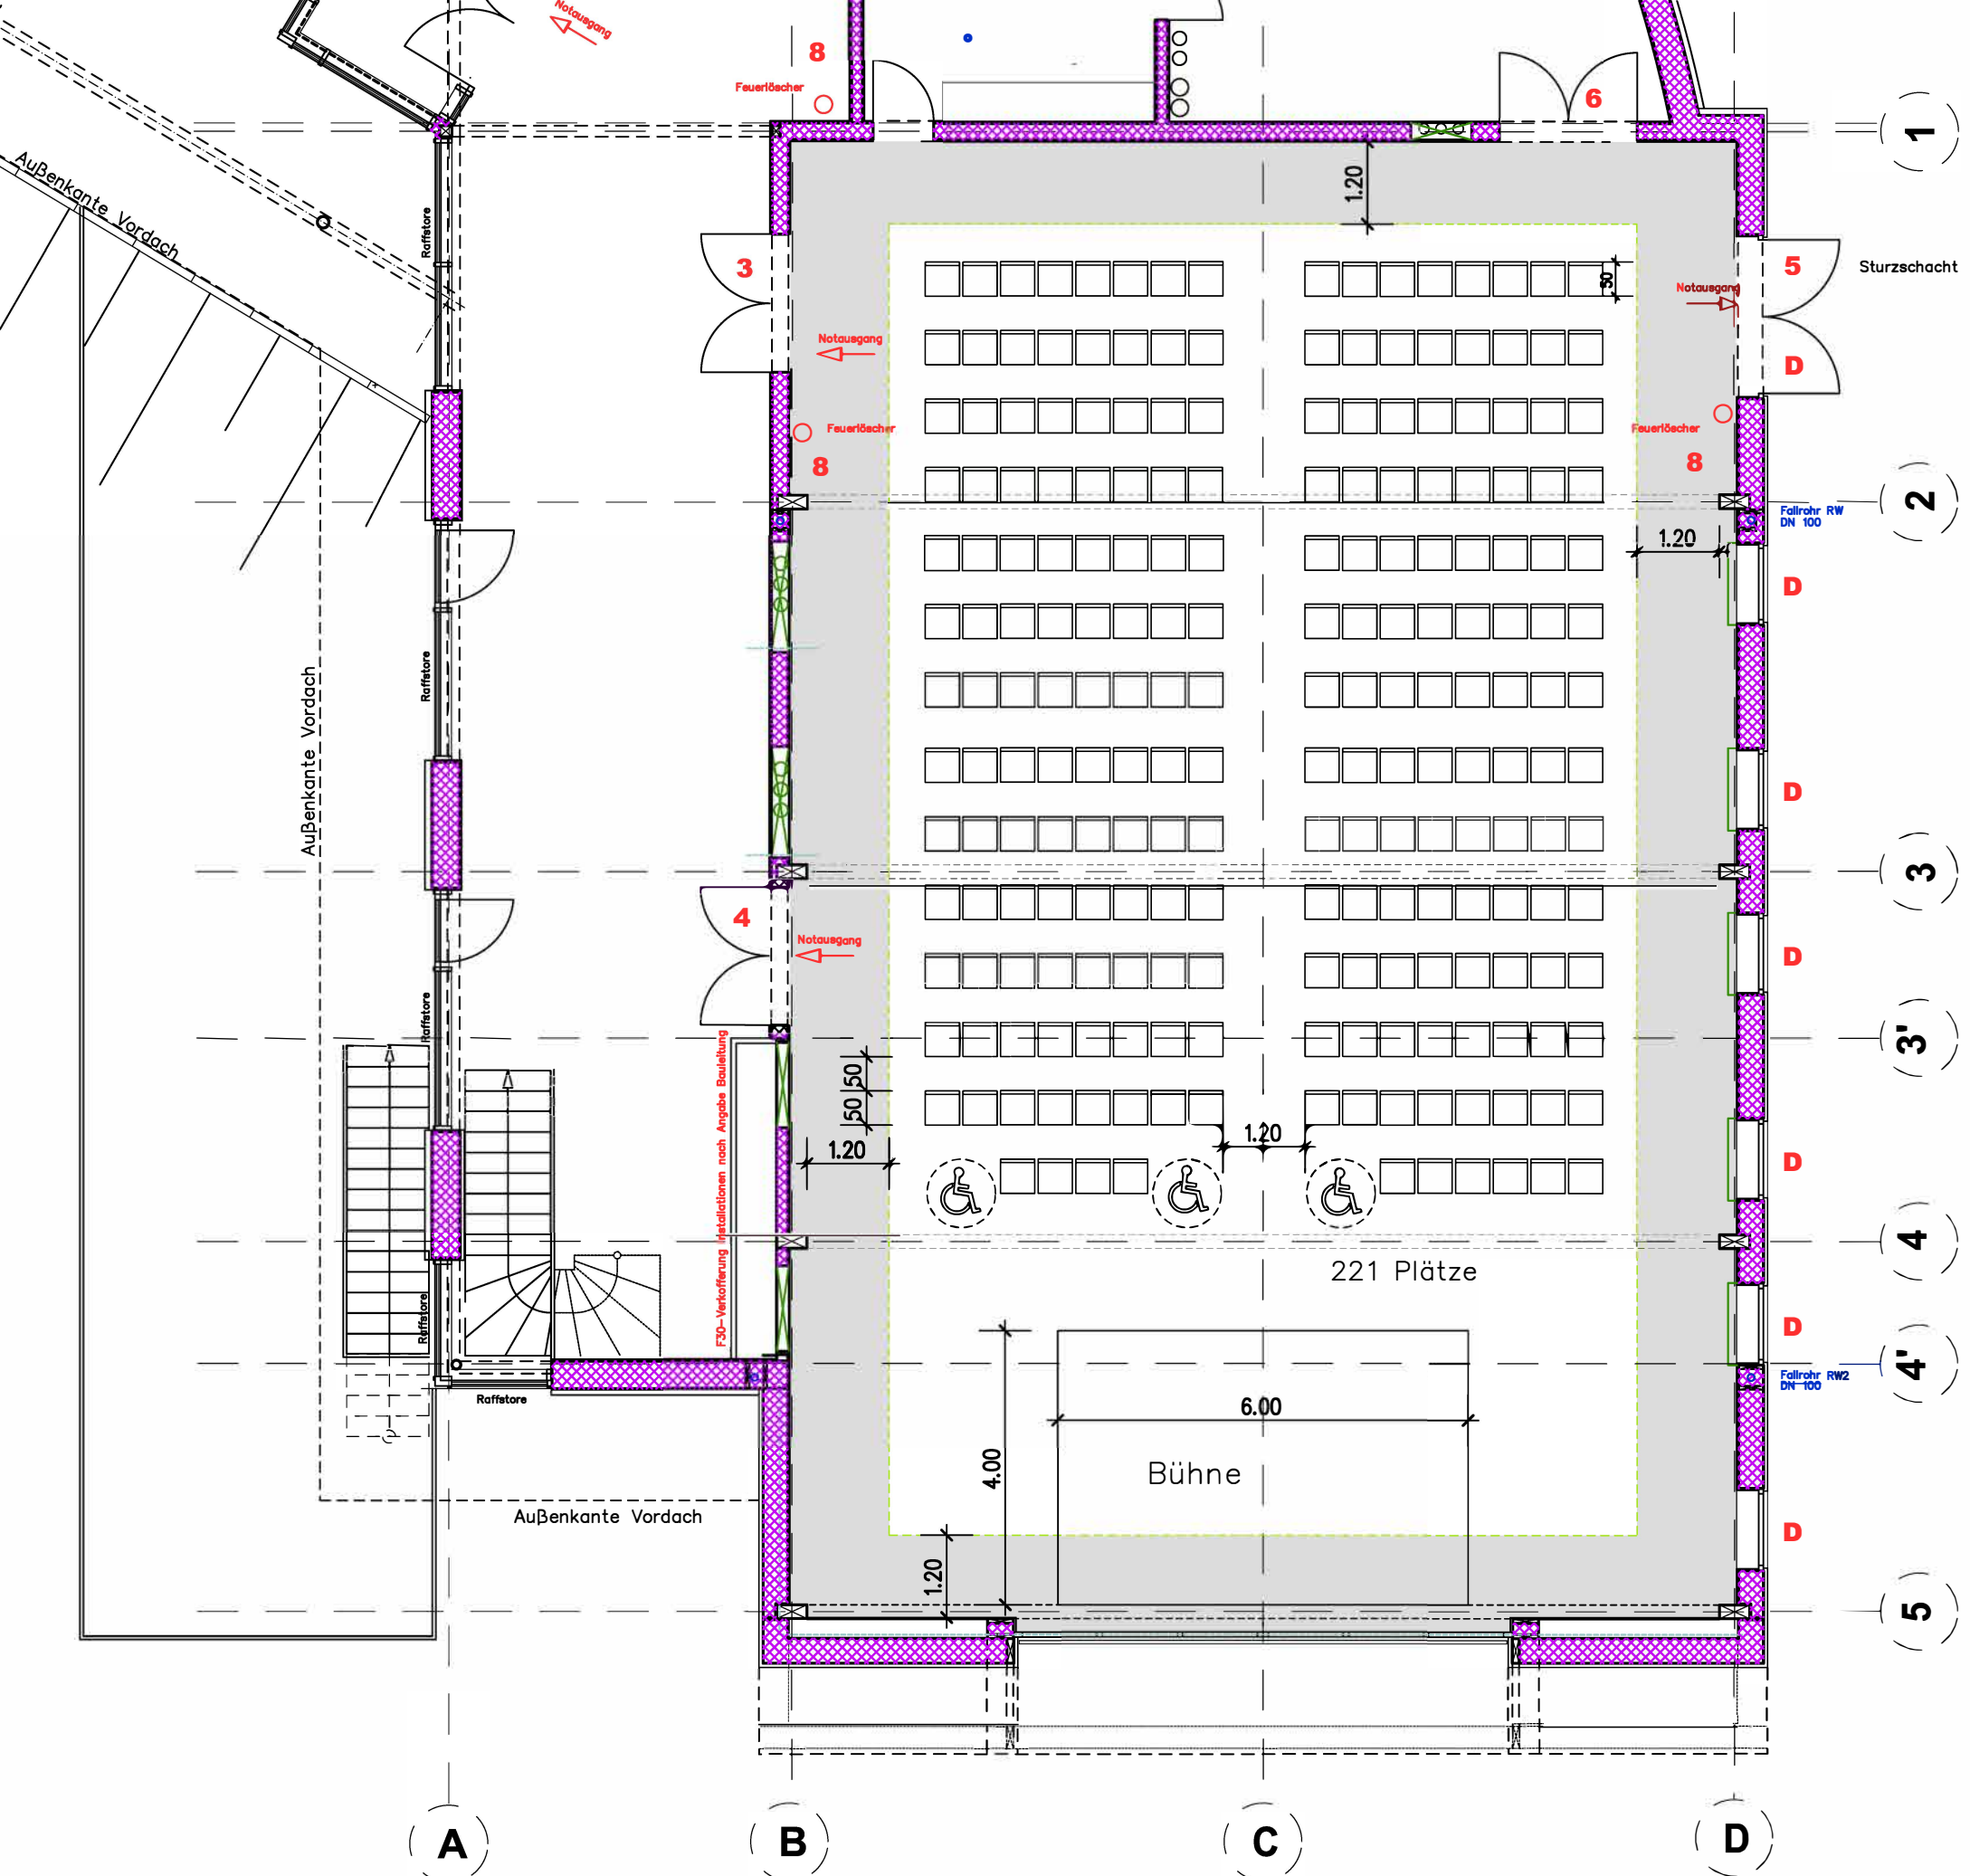 Notausgang
8
Feuerlöscher
6
1
Außenkante Vordach
Raffstore
1.20
3
5
Sturzschacht
50
Notausgang
Notausgang
D
Feuerlöscher
8
Feuerlöscher
8
2
Fallrohr RW
DN 100
1.20
D
Raffstore
Außenkante Vordach
D
3
4
Notausgang
D
Raffstore
3'
F30-Verkofferung Installationen nach Angabe Bauleitung
50
50
1.20
1.20
D
4
221 Plätze
Raffstore
D
4'
Fallrohr RW2
DN 100
Raffstore
6.00
4.00
Bühne
Außenkante Vordach
D
1.20
5
A
B
C
D